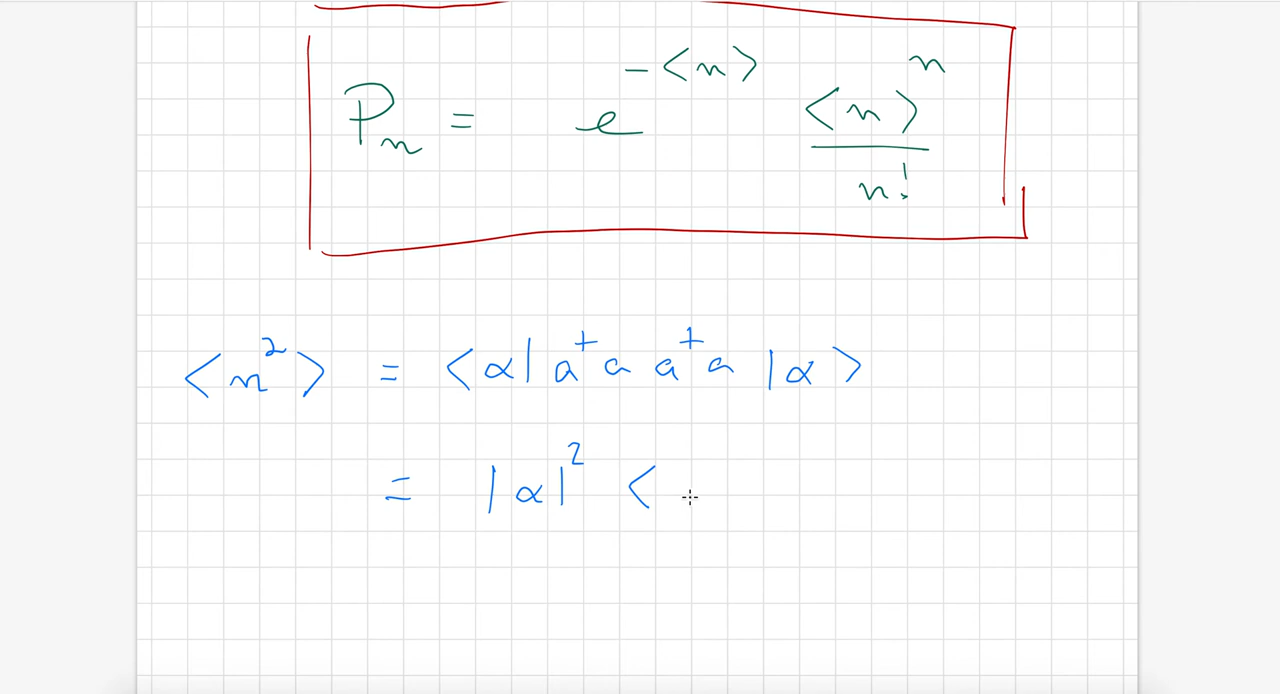 Pₙ = e^{-<n>} <n>^n / n!
<n²> = <α| a† a a† a |α>
= |α|² <